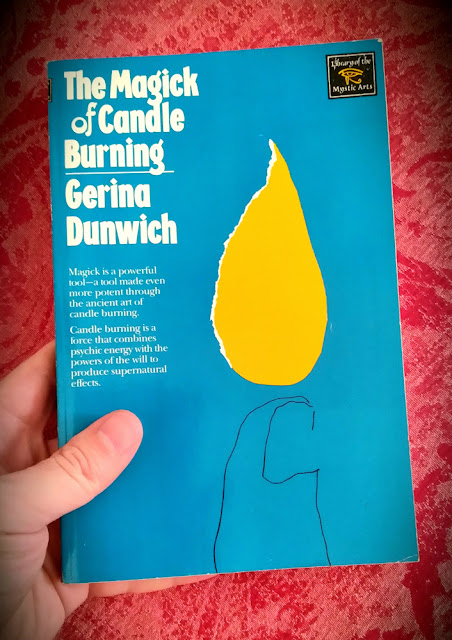 The Magick
of Candle
Burning
Gerina
Dunwich
Magick is a powerful
tool—a tool made even
more potent through
the ancient art of
candle burning.
Candle burning is a
force that combines
psychic energy with the
powers of the will to
produce supernatural
effects.
Library of the
Mystic Arts